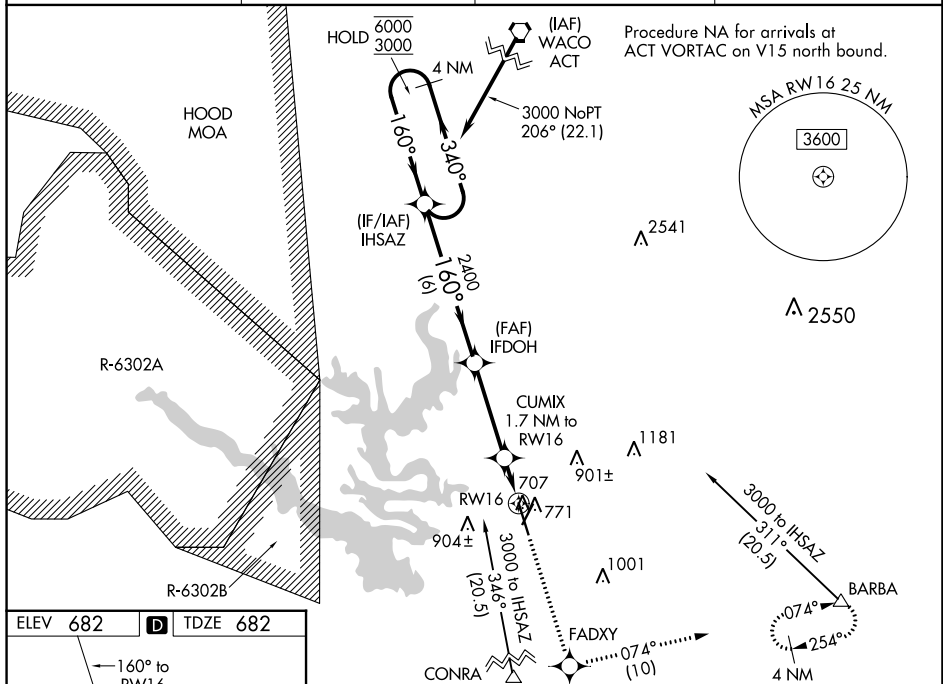 HOLD 6000
3000
(IAF)
WACO
ACT
Procedure NA for arrivals at
ACT VORTAC on V15 north bound.
4 NM
HOOD
MOA
3000 NoPT
206° (22.1)
MSA RW16 25 NM
3600
160°
340°
(IF/IAF)
IHSAZ
2541
2400
160°
(6)
2550
(FAF)
IFDOH
R-6302A
CUMIX
1.7 NM to
RW16
1181
901±
707
RW16
771
904±
3000 to IHSAZ
346°
(20.5)
3000 to IHSAZ
311°
(20.5)
1001
R-6302B
BARBA
074°
254°
4 NM
ELEV 682 D TDZE 682
FADXY
074°
(10)
160° to
RW16
CONRA